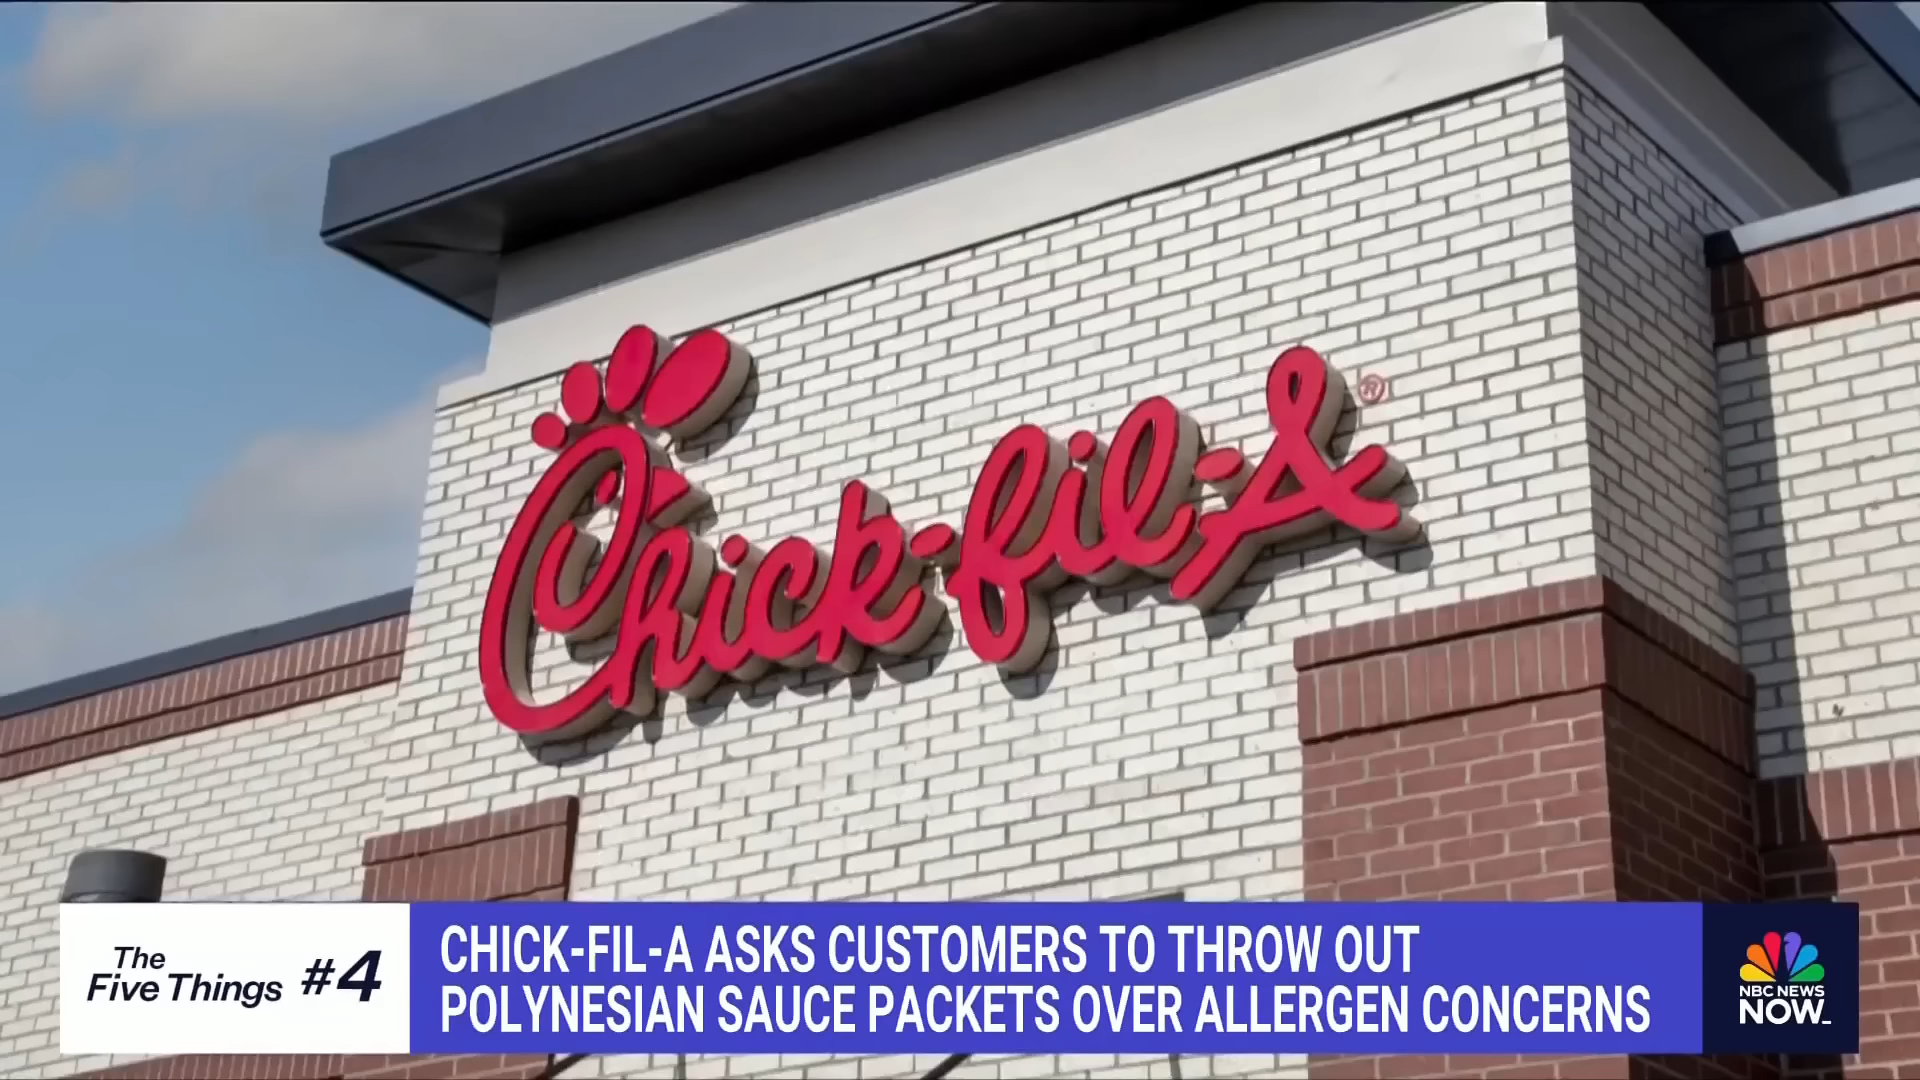 Chick-fil-A®
The
Five Things #4
CHICK-FIL-A ASKS CUSTOMERS TO THROW OUT
POLYNESIAN SAUCE PACKETS OVER ALLERGEN CONCERNS
NBC NEWS
NOW_